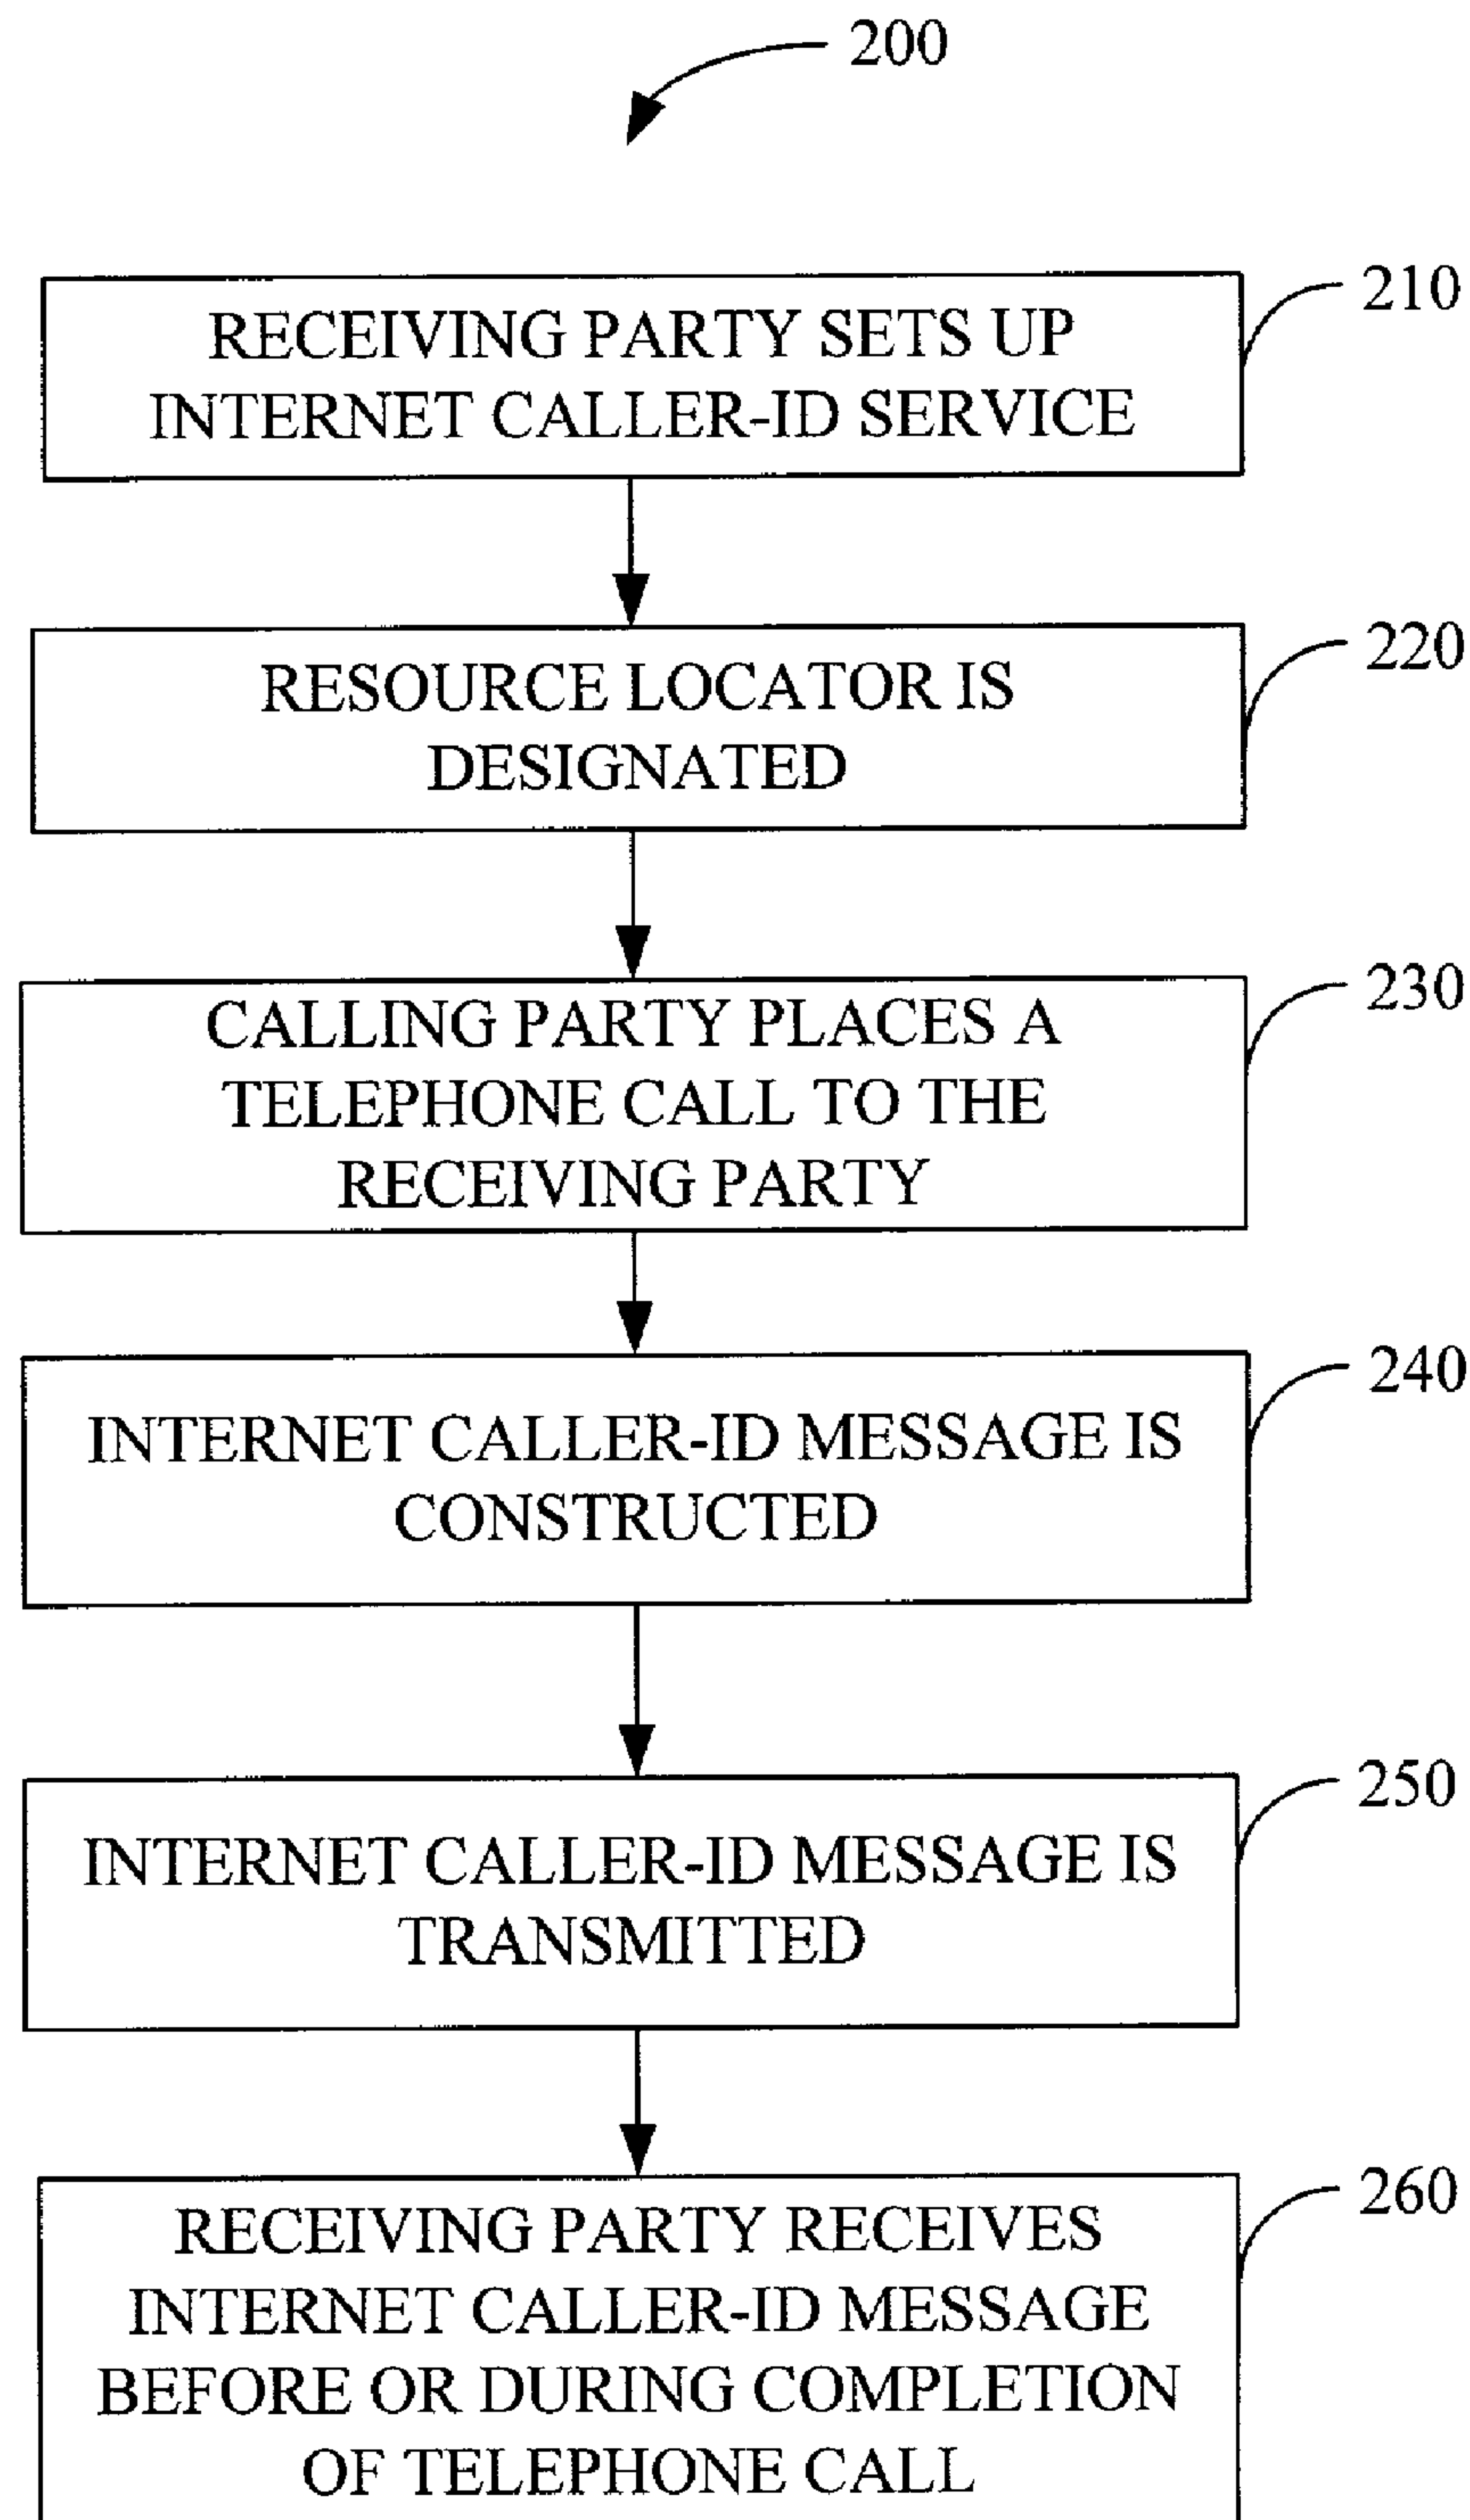 200
210
RECEIVING PARTY SETS UP
INTERNET CALLER-ID SERVICE
220
RESOURCE LOCATOR IS
DESIGNATED
230
CALLING PARTY PLACES A
TELEPHONE CALL TO THE
RECEIVING PARTY
240
INTERNET CALLER-ID MESSAGE IS
CONSTRUCTED
250
INTERNET CALLER-ID MESSAGE IS
TRANSMITTED
260
RECEIVING PARTY RECEIVES
INTERNET CALLER-ID MESSAGE
BEFORE OR DURING COMPLETION
OF TELEPHONE CALL